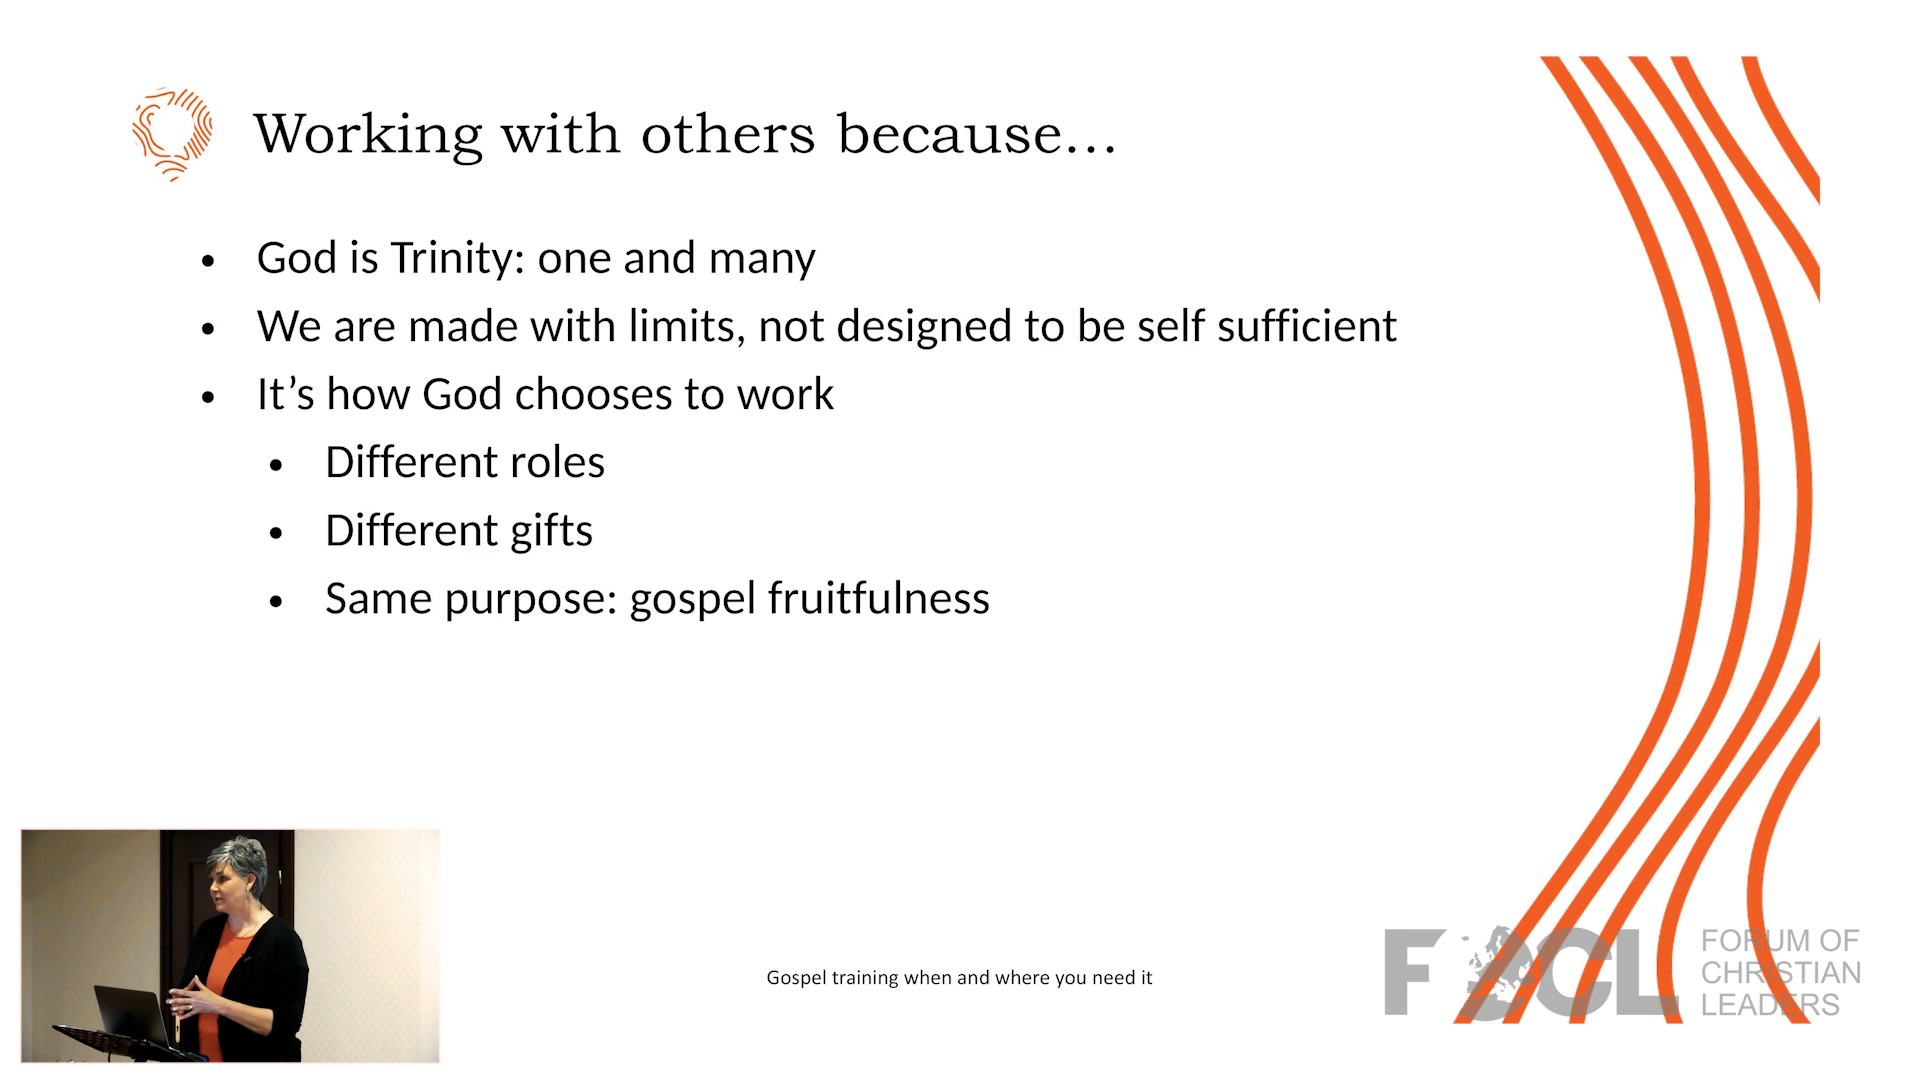 Working with others because...
• God is Trinity: one and many
• We are made with limits, not designed to be self sufficient
• It’s how God chooses to work
• Different roles
• Different gifts
• Same purpose: gospel fruitfulness
Gospel training when and where you need it
FOCL
FORUM OF
CHRISTIAN
LEADERS